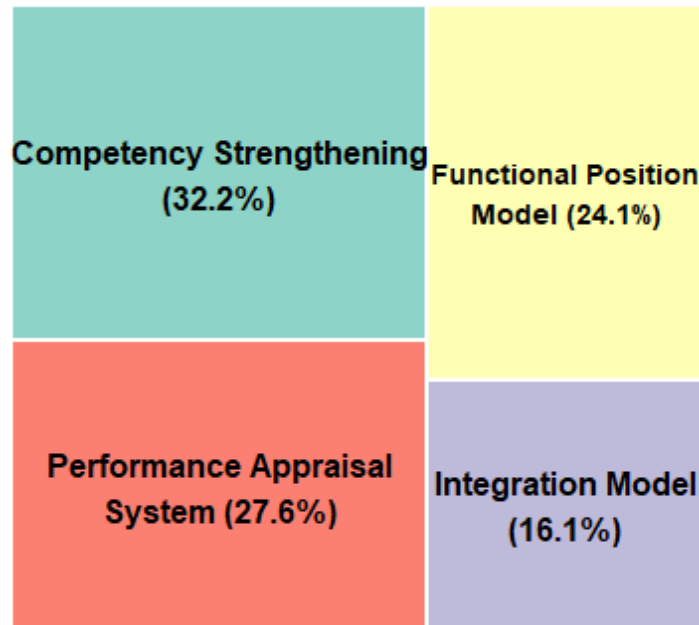 Competency Strengthening
(32.2%)
Functional Position
Model (24.1%)
Performance Appraisal
System (27.6%)
Integration Model
(16.1%)